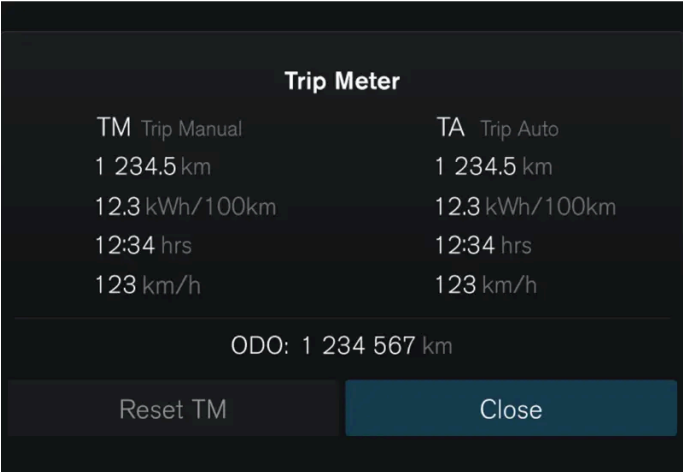 Trip Meter
TM Trip Manual
1 234.5 km
12.3 kWh/100km
12:34 hrs
123 km/h
TA Trip Auto
1 234.5 km
12.3 kWh/100km
12:34 hrs
123 km/h
ODO: 1 234 567 km
Reset TM
Close